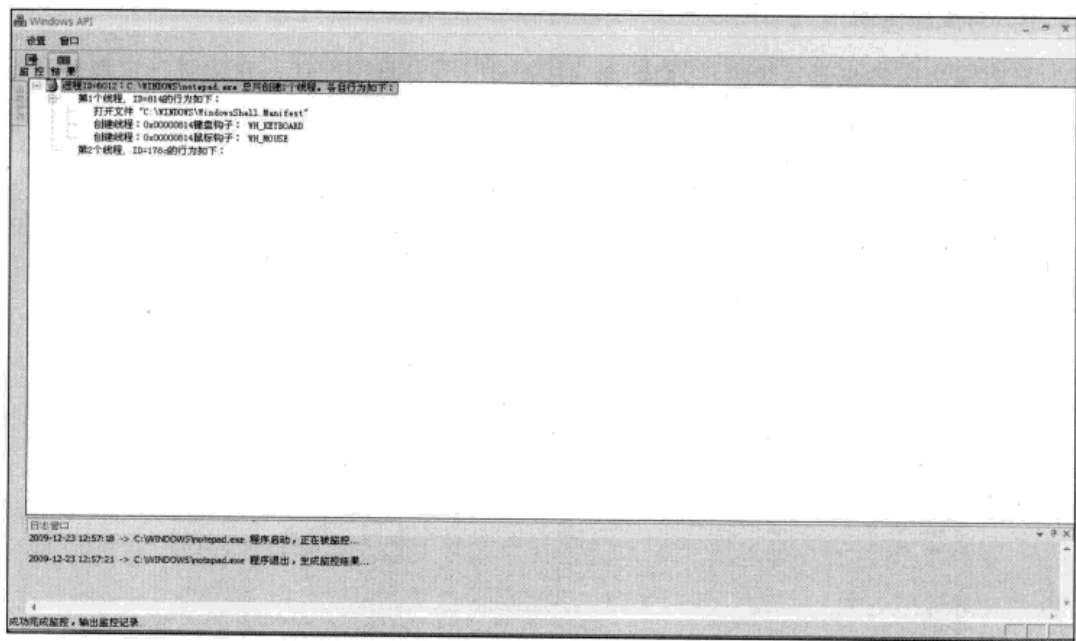 Windows API
设置 窗口
监 控 结 果
进程ID=6012：C:\WINDOWS\notepad.exe 总共创建2个线程。各自行为如下：
第1个线程, ID=814的行为如下：
打开文件 "C:\WINDOWS\WindowsShell.Manifest"
创建线程：0x00000814键盘钩子： WH_KEYBOARD
创建线程：0x00000814鼠标钩子： WH_MOUSE
第2个线程, ID=178c的行为如下：
日志窗口
2009-12-23 12:57:18 -> C:\WINDOWS\notepad.exe 程序启动，正在被监控...
2009-12-23 12:57:21 -> C:\WINDOWS\notepad.exe 程序退出，生成监控结果...
成功完成监控，输出监控记录